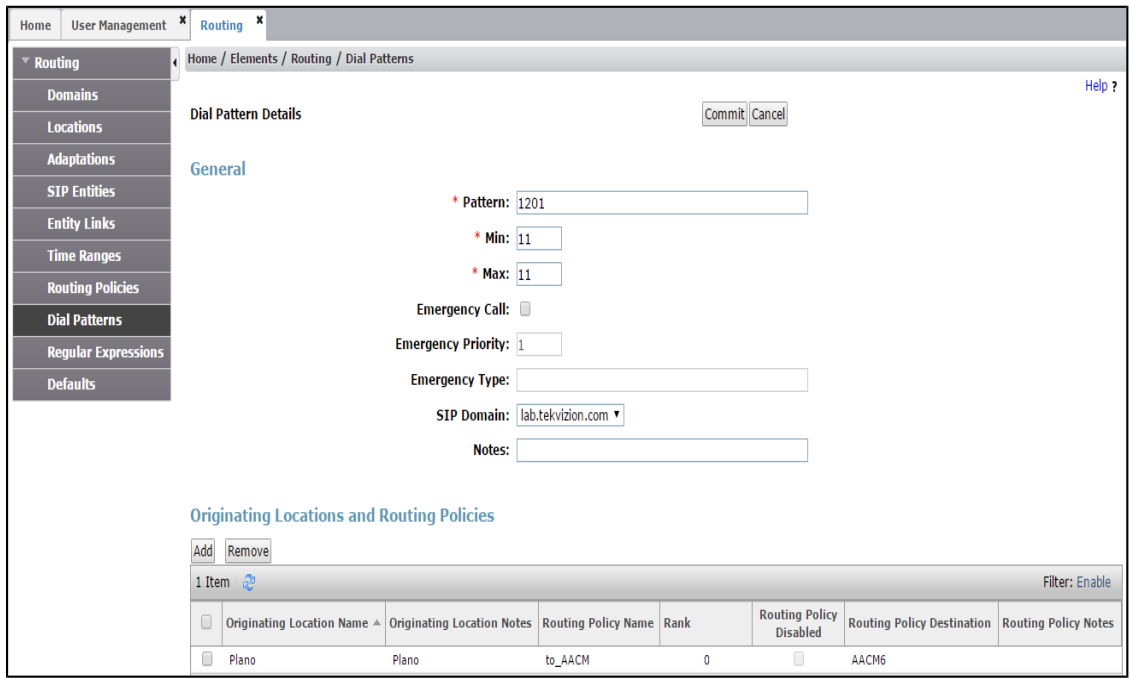 Home User Management × Routing ×
Routing
Domains
Locations
Adaptations
SIP Entities
Entity Links
Time Ranges
Routing Policies
Dial Patterns
Regular Expressions
Defaults
Home / Elements / Routing / Dial Patterns
Help ?
Dial Pattern Details Commit Cancel
General
* Pattern: 1201
* Min: 11
* Max: 11
Emergency Call:
Emergency Priority: 1
Emergency Type:
SIP Domain: lab.tekvizion.com
Notes:
Originating Locations and Routing Policies
Add Remove
1 Item Filter: Enable
Originating Location Name Originating Location Notes Routing Policy Name Rank Routing Policy Disabled Routing Policy Destination Routing Policy Notes
Plano Plano to_AACM 0 AACM6